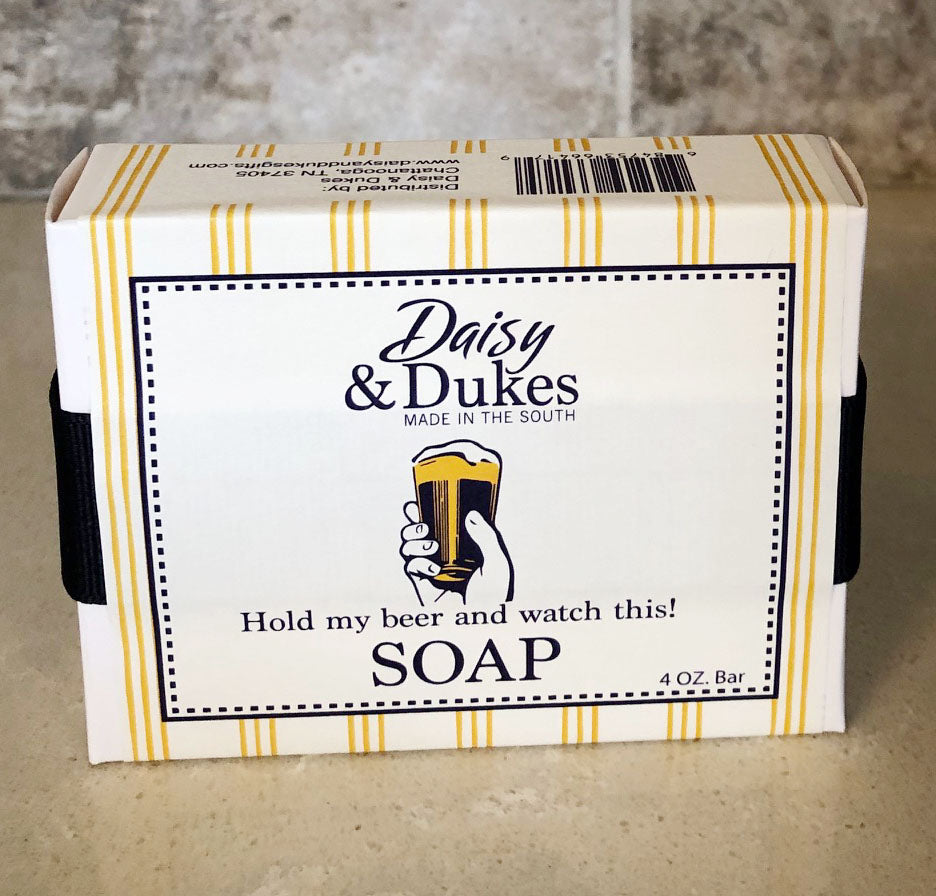 Distributed by:
Daisy & Dukes
Chattanooga, TN 37405
www.daisyanddukesgifts.com
Daisy
& Dukes
MADE IN THE SOUTH
Hold my beer and watch this!
SOAP
4 OZ. Bar